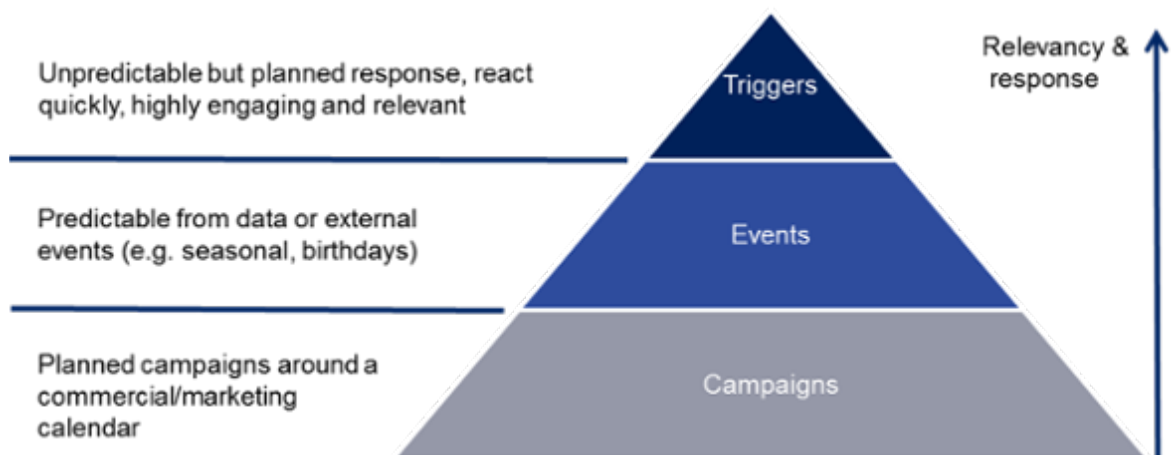 Unpredictable but planned response, react
quickly, highly engaging and relevant
Triggers
Relevancy &
response
Predictable from data or external
events (e.g. seasonal, birthdays)
Events
Planned campaigns around a
commercial/marketing
calendar
Campaigns